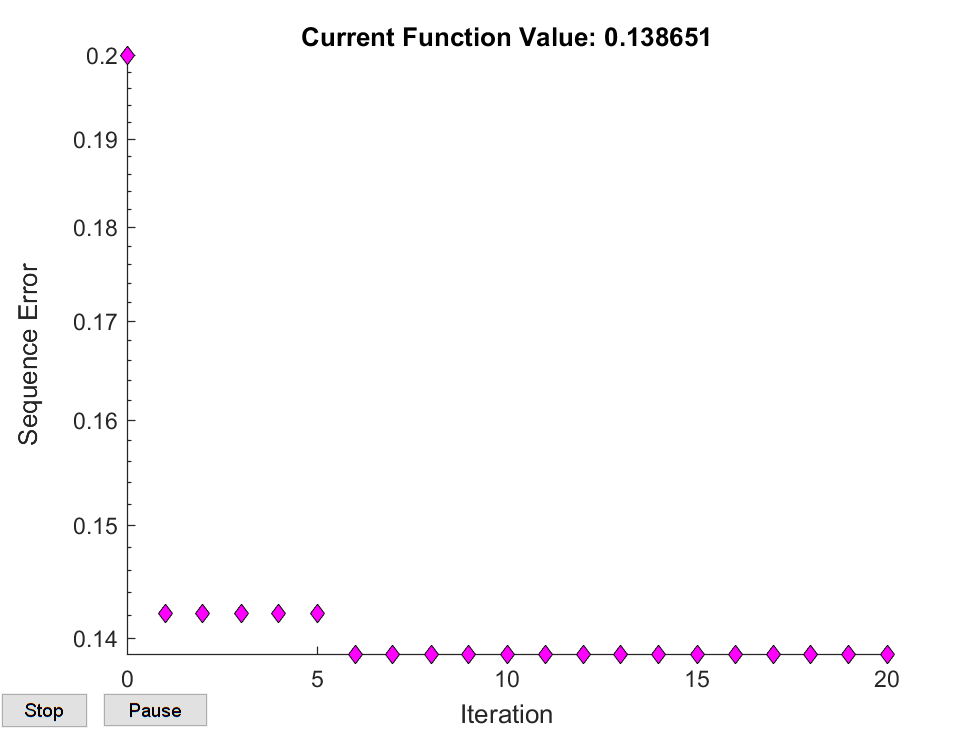 Current Function Value: 0.138651
0.2
0.19
0.18
0.17
0.16
0.15
0.14
Sequence Error
0 5 10 15 20
Iteration
Stop Pause